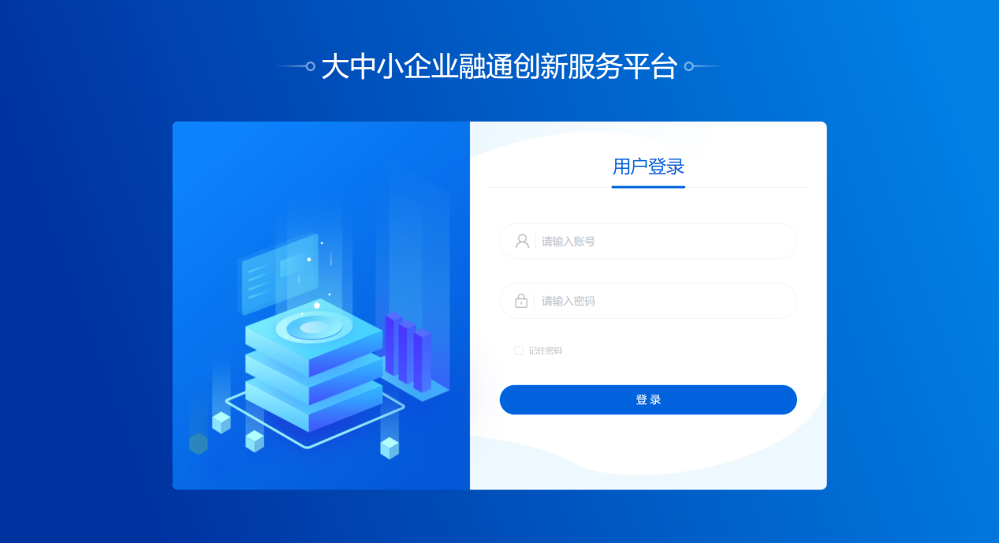 大中小企业融通创新服务平台
用户登录
请输入账号
请输入密码
记住密码
登录